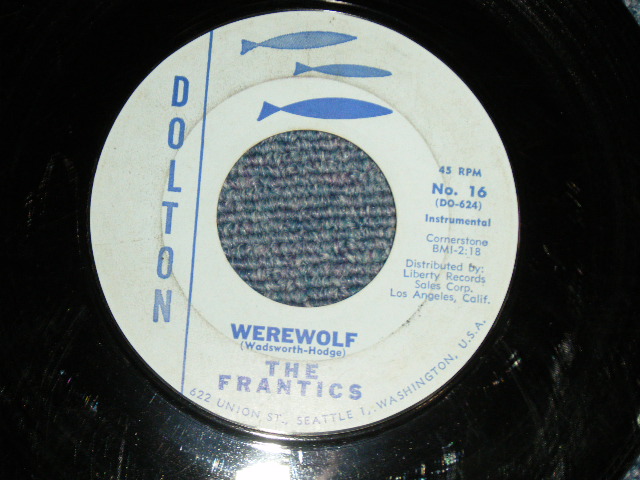 DOLTON
45 RPM
No. 16
(DO-624)
Instrumental
Cornerstone
BMI-2:18
Distributed by:
Liberty Records
Sales Corp.
Los Angeles, Calif.
WEREWOLF
(Wadsworth-Hodge)
THE
FRANTICS
622 UNION ST., SEATTLE 1, WASHINGTON, U.S.A.